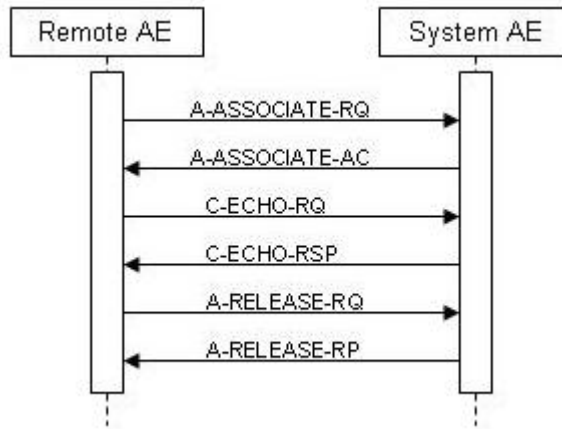 Remote AE
System AE
A-ASSOCIATE-RQ
A-ASSOCIATE-AC
C-ECHO-RQ
C-ECHO-RSP
A-RELEASE-RQ
A-RELEASE-RP